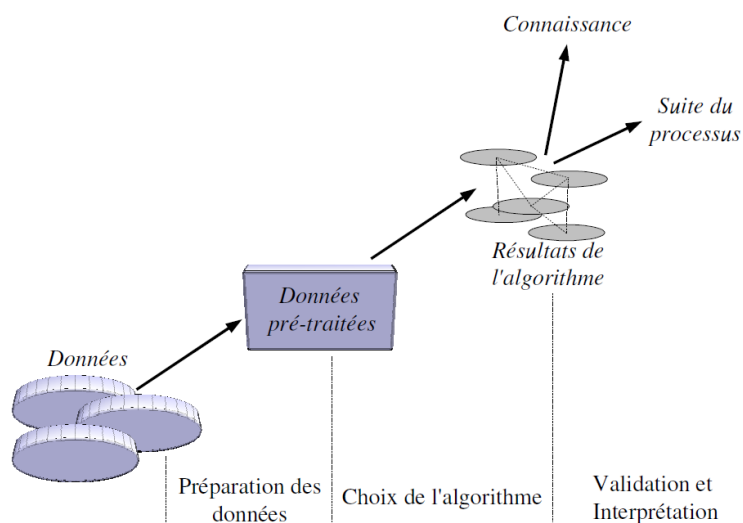 Connaissance
Suite du
processus
Résultats de
l'algorithme
Données
pré-traitées
Données
Préparation des
données
Choix de l'algorithme
Validation et
Interprétation